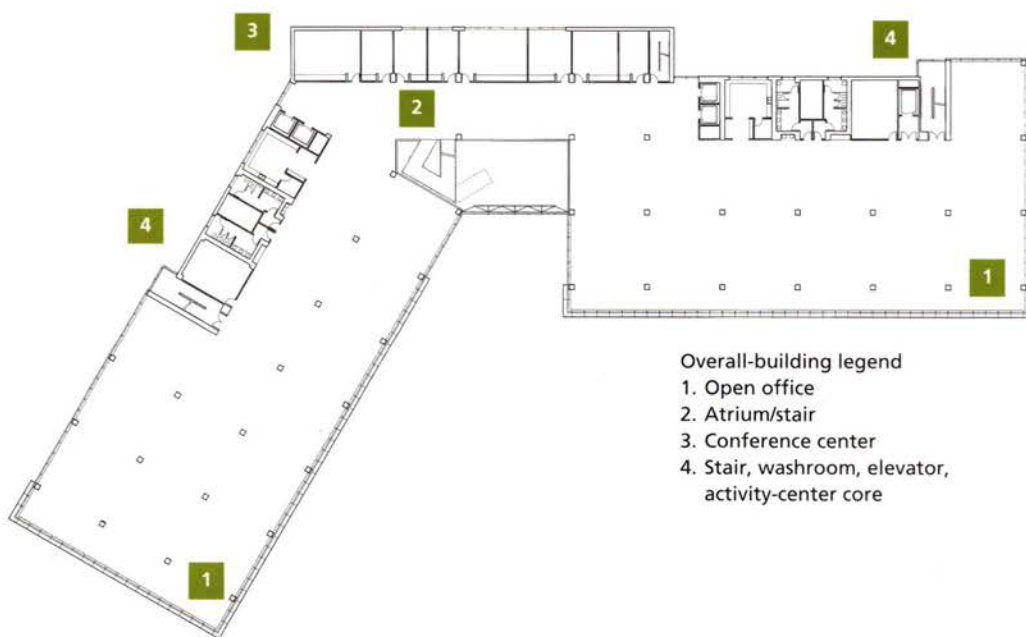 3
4
2
4
1
1
Overall-building legend
1. Open office
2. Atrium/stair
3. Conference center
4. Stair, washroom, elevator,
activity-center core